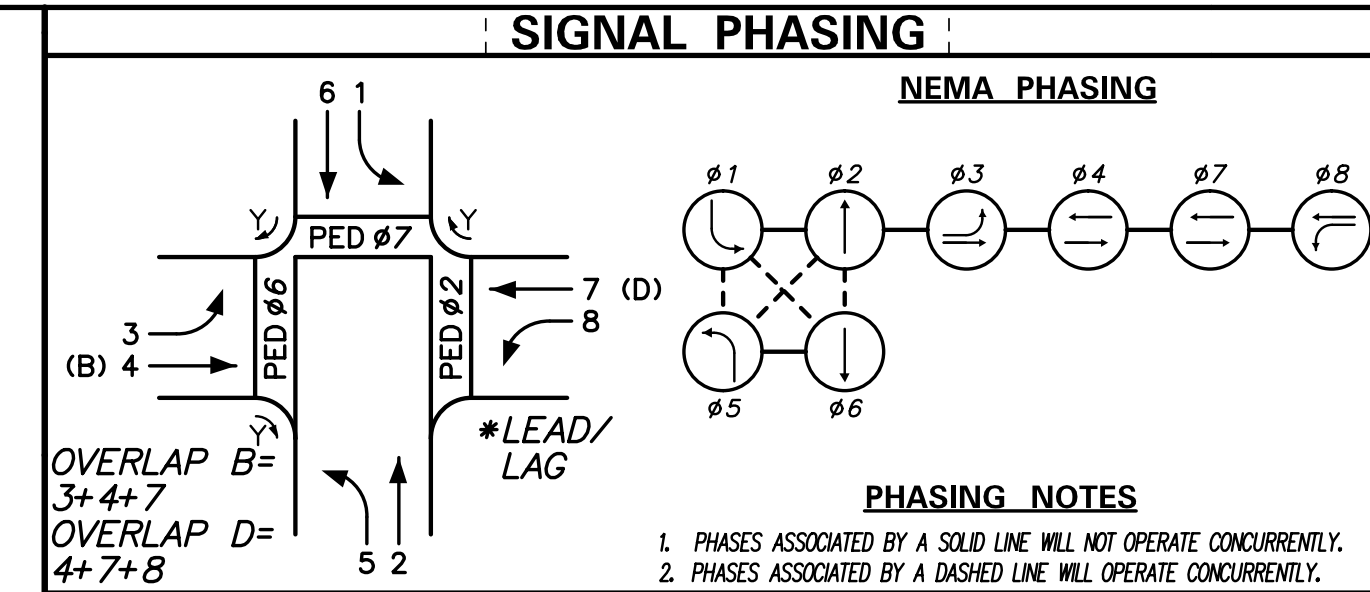 SIGNAL PHASING
6 1
Y
Y
PED ø7
PED ø6
PED ø2
7 (D)
8
3
(B) 4
Y
*LEAD/
LAG
OVERLAP B=
3+4+7
OVERLAP D=
4+7+8
5 2
NEMA PHASING
ø1 ø2 ø3 ø4 ø7 ø8
ø5 ø6
PHASING NOTES
1. PHASES ASSOCIATED BY A SOLID LINE WILL NOT OPERATE CONCURRENTLY.
2. PHASES ASSOCIATED BY A DASHED LINE WILL OPERATE CONCURRENTLY.